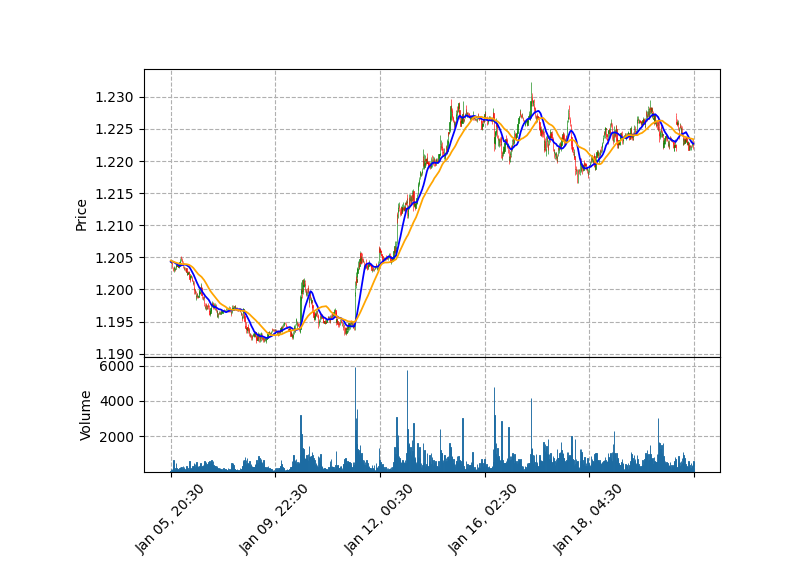 1.230
1.225
1.220
1.215
1.210
1.205
1.200
1.195
1.190
Price
6000
4000
2000
Volume
Jan 05, 20:30
Jan 09, 22:30
Jan 12, 00:30
Jan 16, 02:30
Jan 18, 04:30